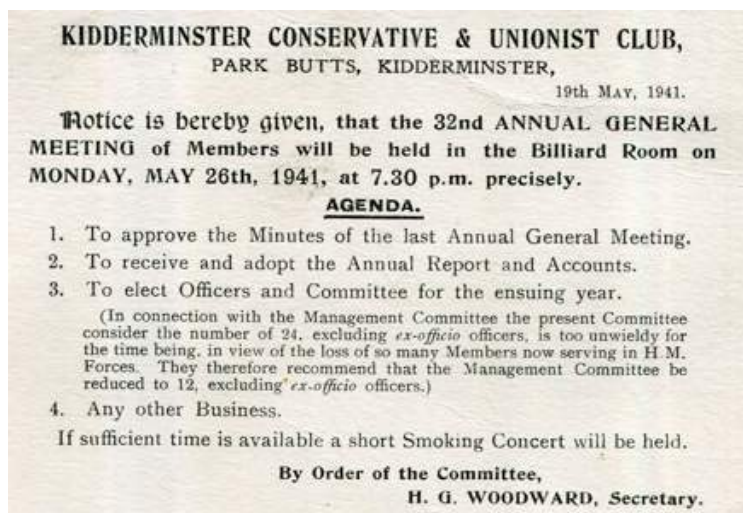 KIDDERMINSTER CONSERVATIVE & UNIONIST CLUB,
PARK BUTTS, KIDDERMINSTER,
19th MAY, 1941.
Notice is hereby given, that the 32nd ANNUAL GENERAL
MEETING of Members will be held in the Billiard Room on
MONDAY, MAY 26th, 1941, at 7.30 p.m. precisely.
AGENDA.
1. To approve the Minutes of the last Annual General Meeting.
2. To receive and adopt the Annual Report and Accounts.
3. To elect Officers and Committee for the ensuing year.
(In connection with the Management Committee the present Committee
consider the number of 24, excluding ex-officio officers, is too unwieldy for
the time being, in view of the loss of so many Members now serving in H.M.
Forces. They therefore recommend that the Management Committee be
reduced to 12, excluding ex-officio officers.)
4. Any other Business.
If sufficient time is available a short Smoking Concert will be held.
By Order of the Committee,
H. G. WOODWARD, Secretary.